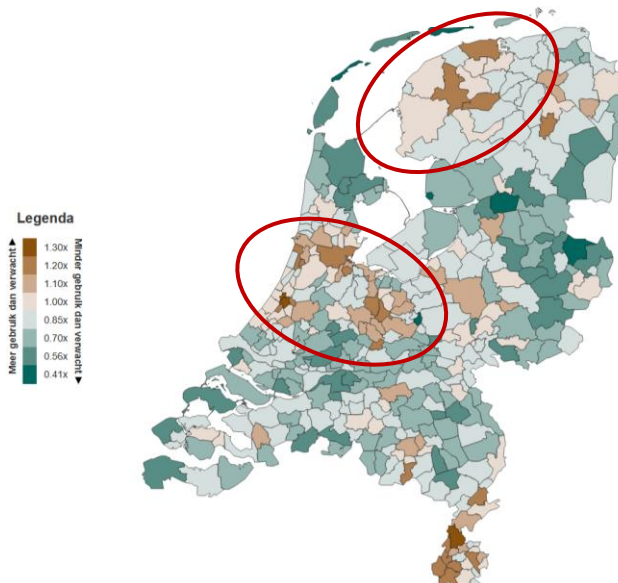 Legenda
Meer gebruik dan verwacht ▶
1.30x
1.20x
1.10x
1.00x
0.85x
0.70x
0.56x
0.41x
Minder gebruik dan verwacht ▶